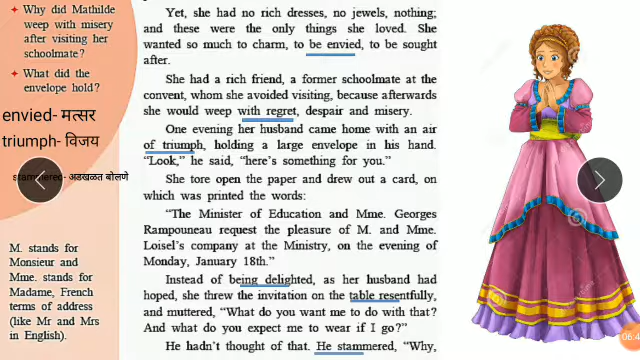 Why did Mathilde
weep with misery
after visiting her
schoolmate?
What did the
envelope hold?
envied- मत्सर
triumph- विजय
stammered- अडखळत बोलणे
M. stands for
Monsieur and
Mme. stands for
Madame, French
terms of address
(like Mr and Mrs
in English).
Yet, she had no rich dresses, no jewels, nothing;
and these were the only things she loved. She
wanted so much to charm, to be envied, to be sought
after.
She had a rich friend, a former schoolmate at the
convent, whom she avoided visiting, because afterwards
she would weep with regret, despair and misery.
One evening her husband came home with an air
of triumph, holding a large envelope in his hand.
“Look,” he said, “here’s something for you.”
She tore open the paper and drew out a card, on
which was printed the words:
“The Minister of Education and Mme. Georges
Rampouneau request the pleasure of M. and Mme.
Loisel’s company at the Ministry, on the evening of
Monday, January 18th.”
Instead of being delighted, as her husband had
hoped, she threw the invitation on the table resentfully,
and muttered, “What do you want me to do with that?
And what do you expect me to wear if I go?”
He hadn’t thought of that. He stammered, “Why,